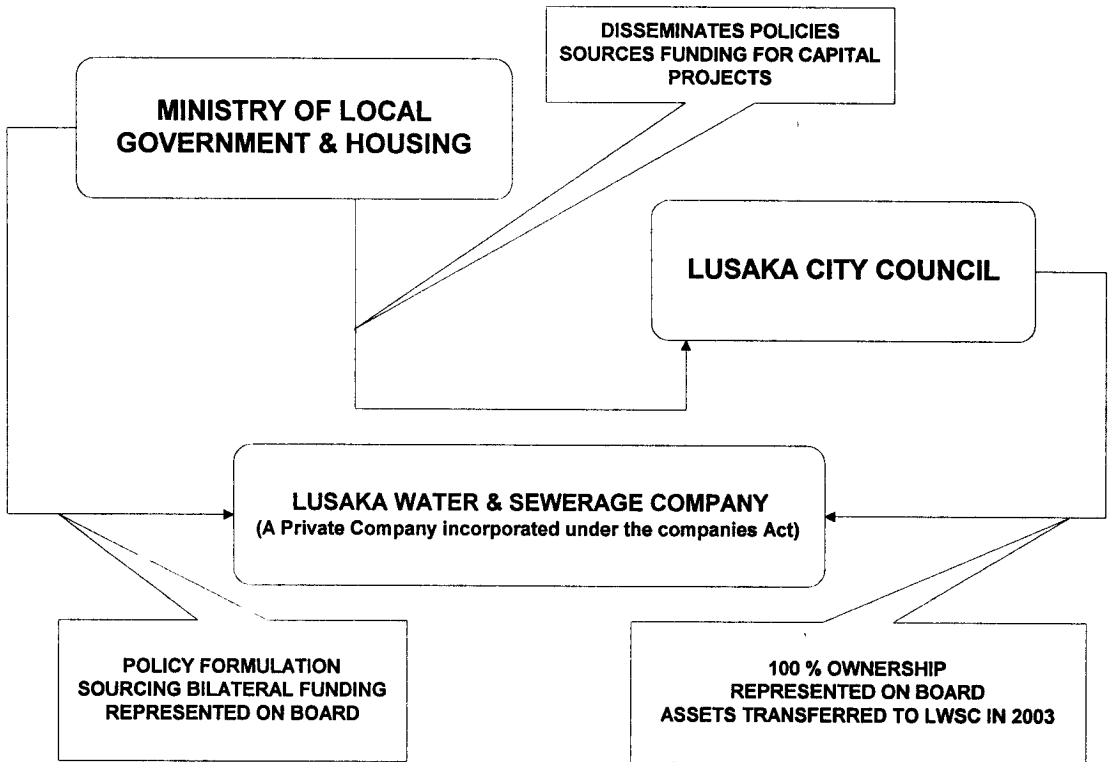 DISSEMINATES POLICIES
SOURCES FUNDING FOR CAPITAL
PROJECTS
MINISTRY OF LOCAL
GOVERNMENT & HOUSING
LUSAKA CITY COUNCIL
LUSAKA WATER & SEWERAGE COMPANY
(A Private Company incorporated under the companies Act)
POLICY FORMULATION
SOURCING BILATERAL FUNDING
REPRESENTED ON BOARD
100 % OWNERSHIP
REPRESENTED ON BOARD
ASSETS TRANSFERRED TO LWSC IN 2003